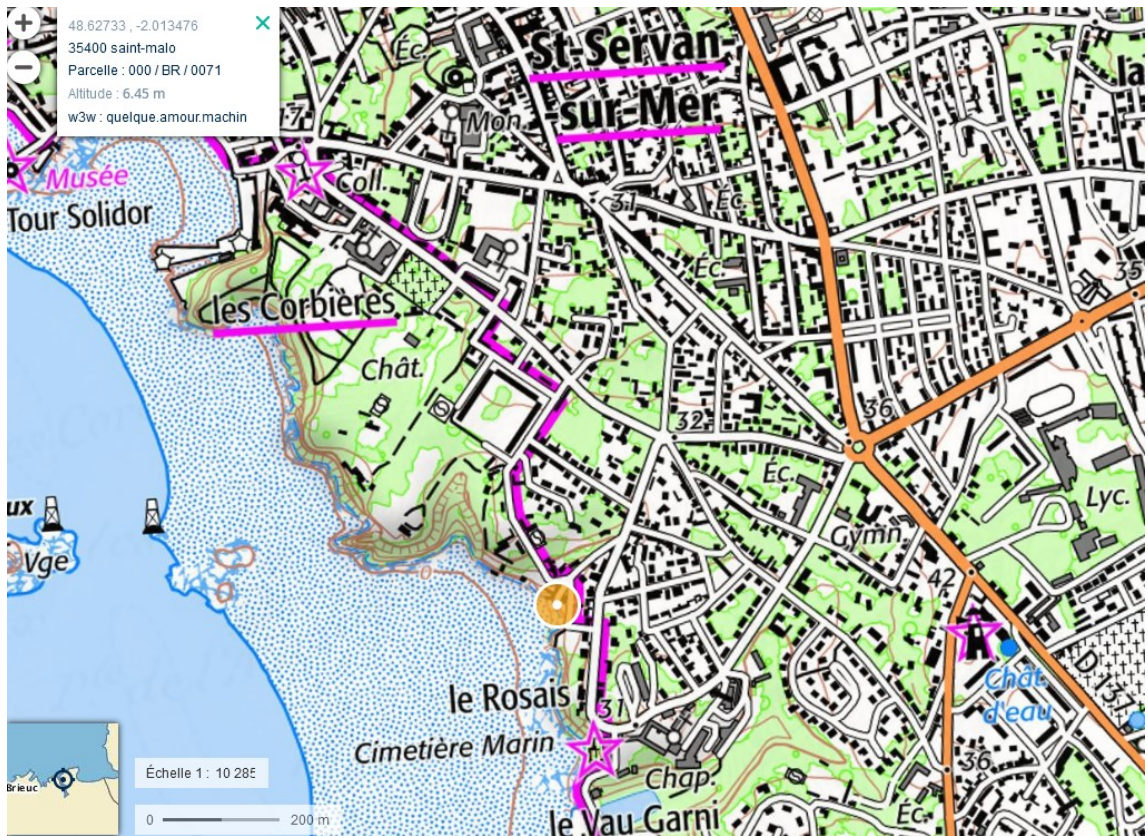 +
48.62733 , -2.013476
×
35400 saint-malo
−
Parcelle : 000 / BR / 0071
Altitude : 6.45 m
w3w : quelque.amour.machin
Éc.
St-Servan-
-sur-Mer
Mon.
17
Musée
Coll.
Tour Solidor
31
Éc.
Éc.
35
les Corbières
Chât.
36
32
Éc.
Lyc.
ux
Vge
Gymn.
0
42
le Rosais
31
Chât.
d'eau
D
Cimetière Marin
Chap.
36
Éc.
le Vau Garni
Brieuc
Échelle 1 : 10 285
0 200 m